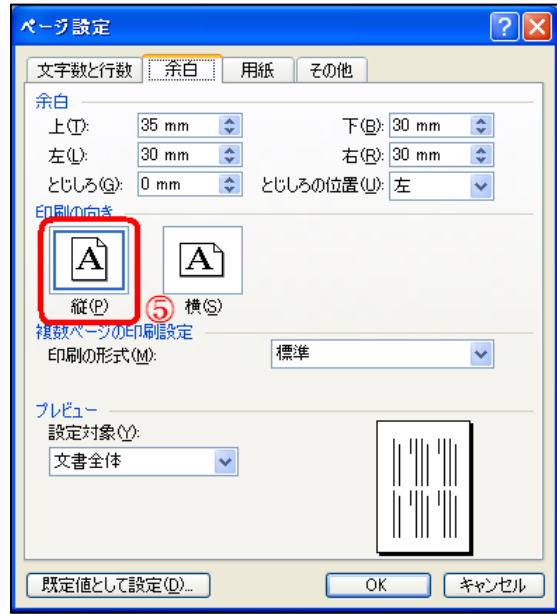 ページ設定
文字数と行数 余白 用紙 その他
余白
上(T): 35 mm 下(B): 30 mm
左(L): 30 mm 右(R): 30 mm
とじしろ(G): 0 mm とじしろの位置(U): 左
印刷の向き
A A
縦(P) ⑤ 横(S)
複数ページの印刷設定
印刷の形式(M): 標準
プレビュー
設定対象(Y):
文書全体
既定値として設定(D)... OK キャンセル